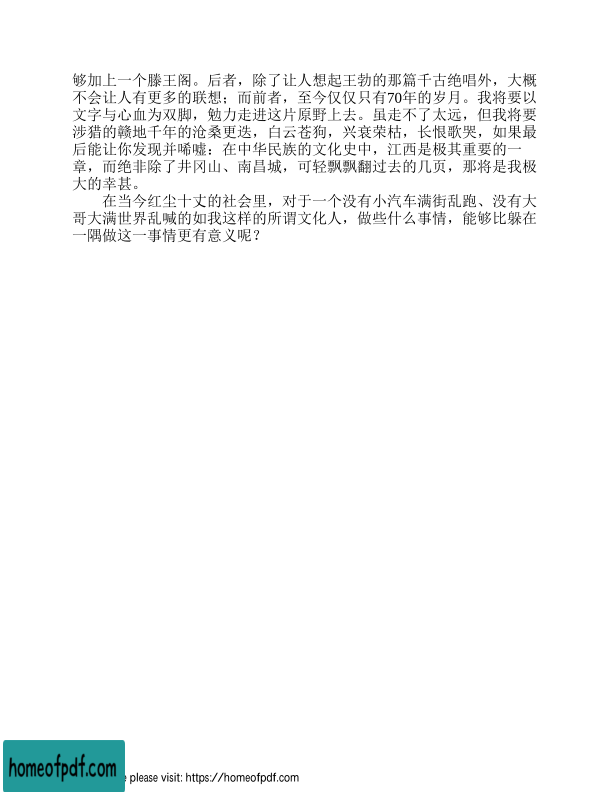 够加上一个滕王阁。后者，除了让人想起王勃的那篇千古绝唱外，大概
不会让人有更多的联想；而前者，至今仅仅只有70年的岁月。我将要以
文字与心血为双脚，勉力走进这片原野上去。虽走不了太远，但我将要
涉猎的赣地千年的沧桑更迭，白云苍狗，兴衰荣枯，长恨歌哭，如果最
后能让你发现并唏嘘：在中华民族的文化史中，江西是极其重要的一
章，而绝非除了井冈山、南昌城，可轻飘飘翻过去的几页，那将是我极
大的幸甚。
在当今红尘十丈的社会里，对于一个没有小汽车满街乱跑、没有大
哥大满世界乱喊的如我这样的所谓文化人，做些什么事情，能够比躲在
一隅做这一事情更有意义呢？
homeofpdf.com
e please visit: https://homeofpdf.com